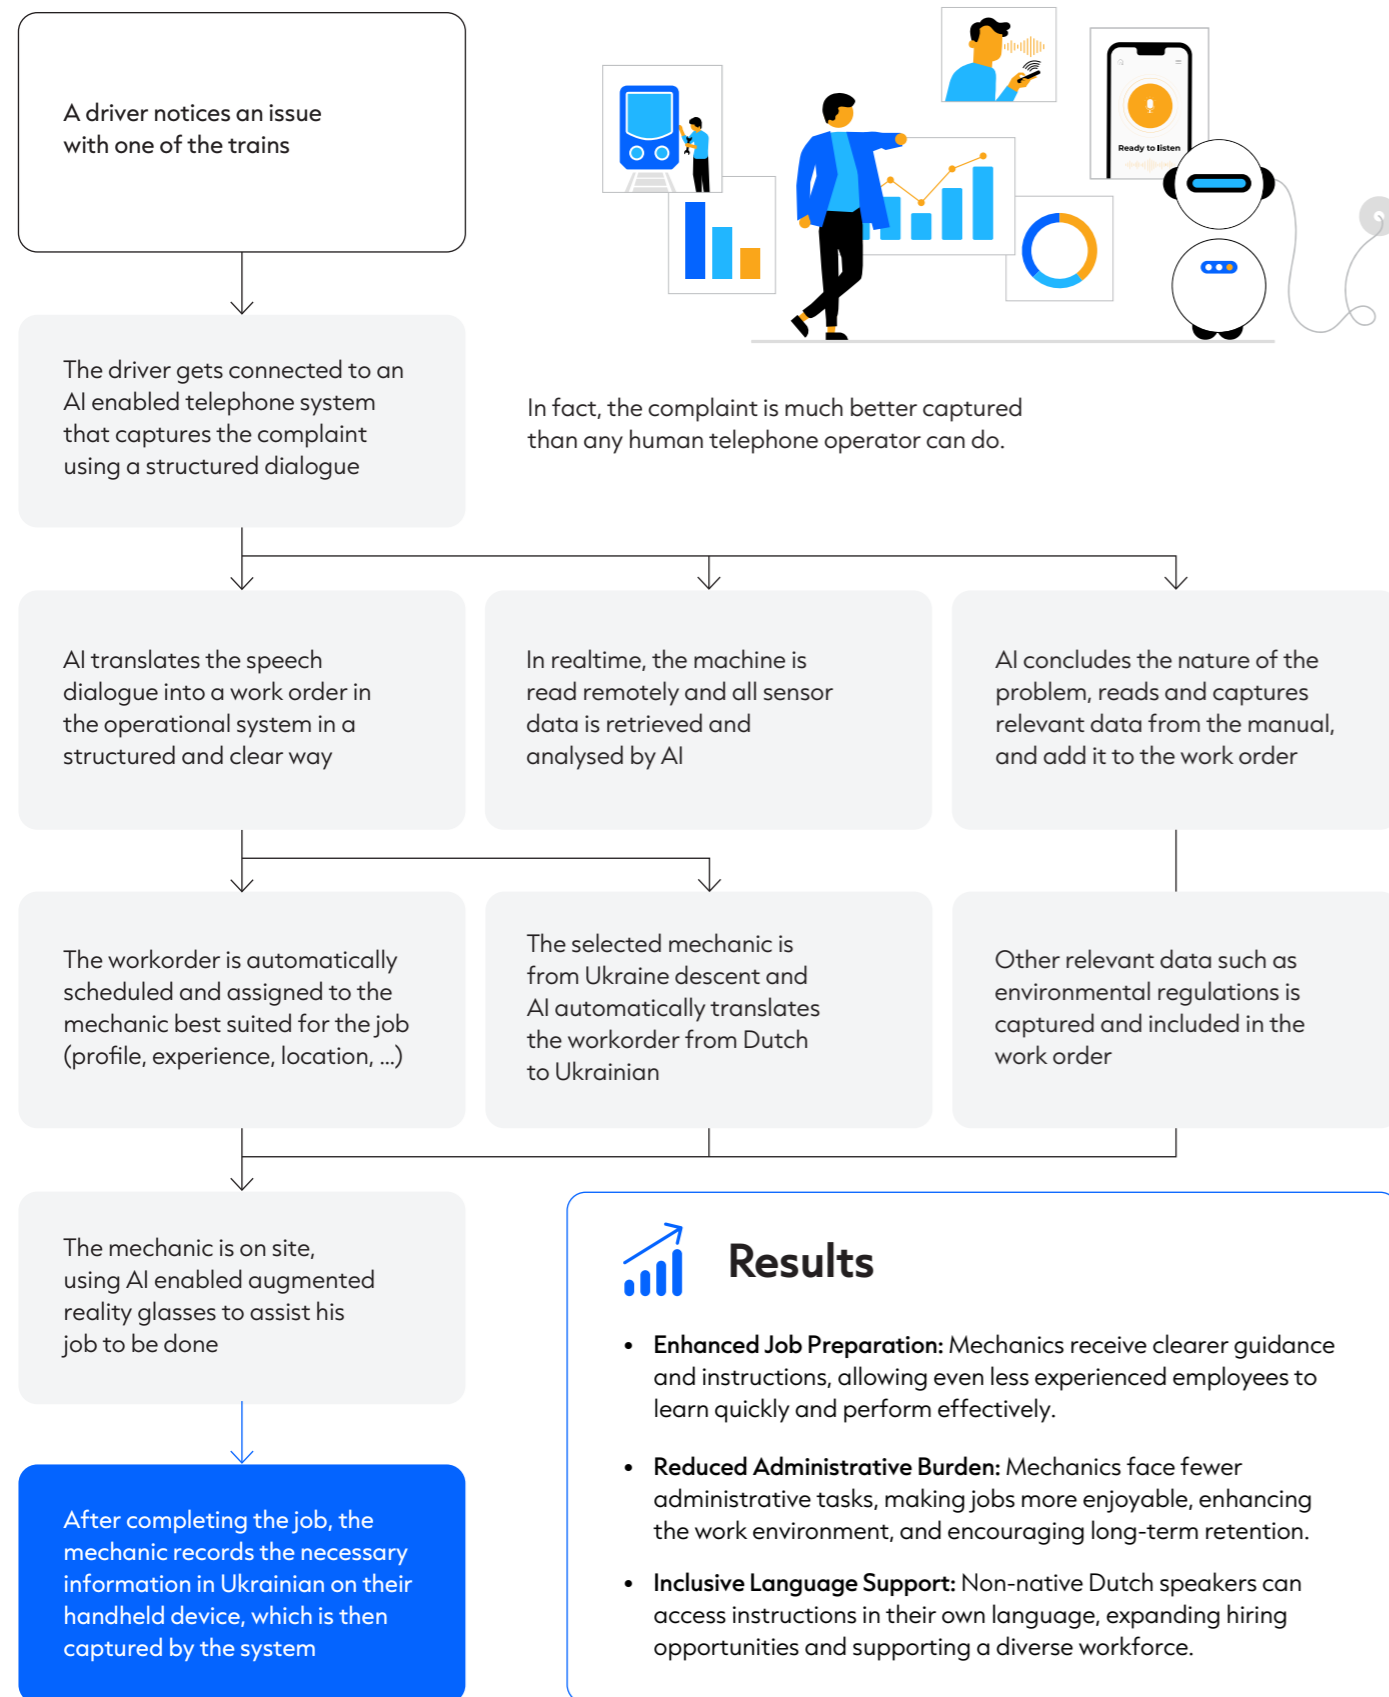 A driver notices an issue
with one of the trains
Ready to listen
The driver gets connected to an
AI enabled telephone system
that captures the complaint
using a structured dialogue
In fact, the complaint is much better captured
than any human telephone operator can do.
AI translates the speech
dialogue into a work order in
the operational system in a
structured and clear way
In realtime, the machine is
read remotely and all sensor
data is retrieved and
analysed by AI
AI concludes the nature of the
problem, reads and captures
relevant data from the manual,
and add it to the work order
The workorder is automatically
scheduled and assigned to the
mechanic best suited for the job
(profile, experience, location, ...)
The selected mechanic is
from Ukraine descent and
AI automatically translates
the workorder from Dutch
to Ukrainian
Other relevant data such as
environmental regulations is
captured and included in the
work order
The mechanic is on site,
using AI enabled augmented
reality glasses to assist his
job to be done
After completing the job, the
mechanic records the necessary
information in Ukrainian on their
handheld device, which is then
captured by the system
Results
• Enhanced Job Preparation: Mechanics receive clearer guidance
and instructions, allowing even less experienced employees to
learn quickly and perform effectively.
• Reduced Administrative Burden: Mechanics face fewer
administrative tasks, making jobs more enjoyable, enhancing
the work environment, and encouraging long-term retention.
• Inclusive Language Support: Non-native Dutch speakers can
access instructions in their own language, expanding hiring
opportunities and supporting a diverse workforce.